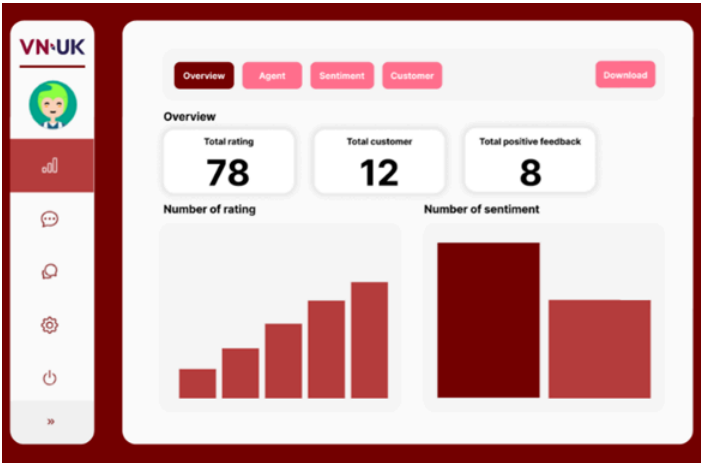 VN UK
Overview
Agent
Sentiment
Customer
Download
Overview
Total rating
78
Total customer
12
Total positive feedback
8
Number of rating
Number of sentiment
»